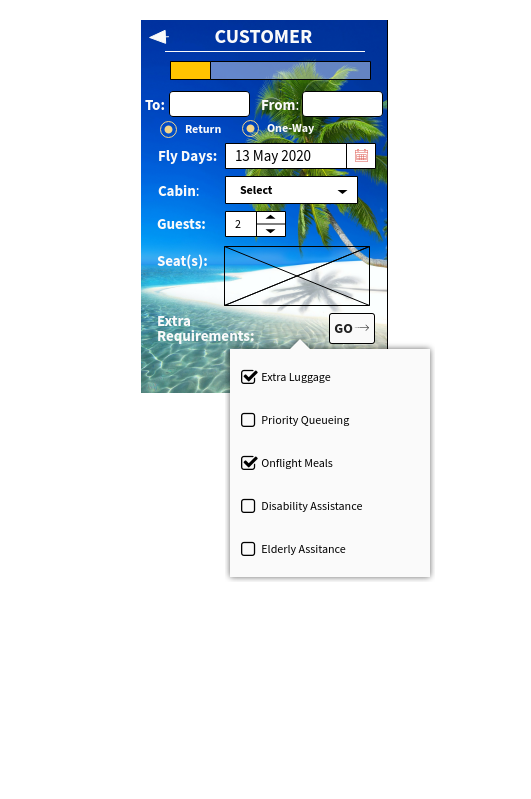 CUSTOMER
To: From:
Return One-Way
Fly Days: 13 May 2020
Cabin: Select
Guests: 2
Seat(s):
Extra
Requirements:
GO
Extra Luggage
Priority Queueing
Onflight Meals
Disability Assistance
Elderly Assitance